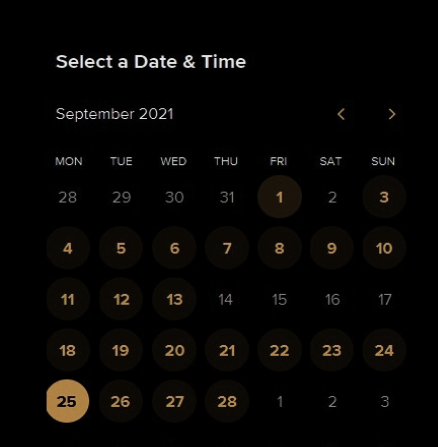 Select a Date & Time
September 2021
MON TUE WED THU FRI SAT SUN
28 29 30 31 1 2 3
4 5 6 7 8 9 10
11 12 13 14 15 16 17
18 19 20 21 22 23 24
25 26 27 28 1 2 3